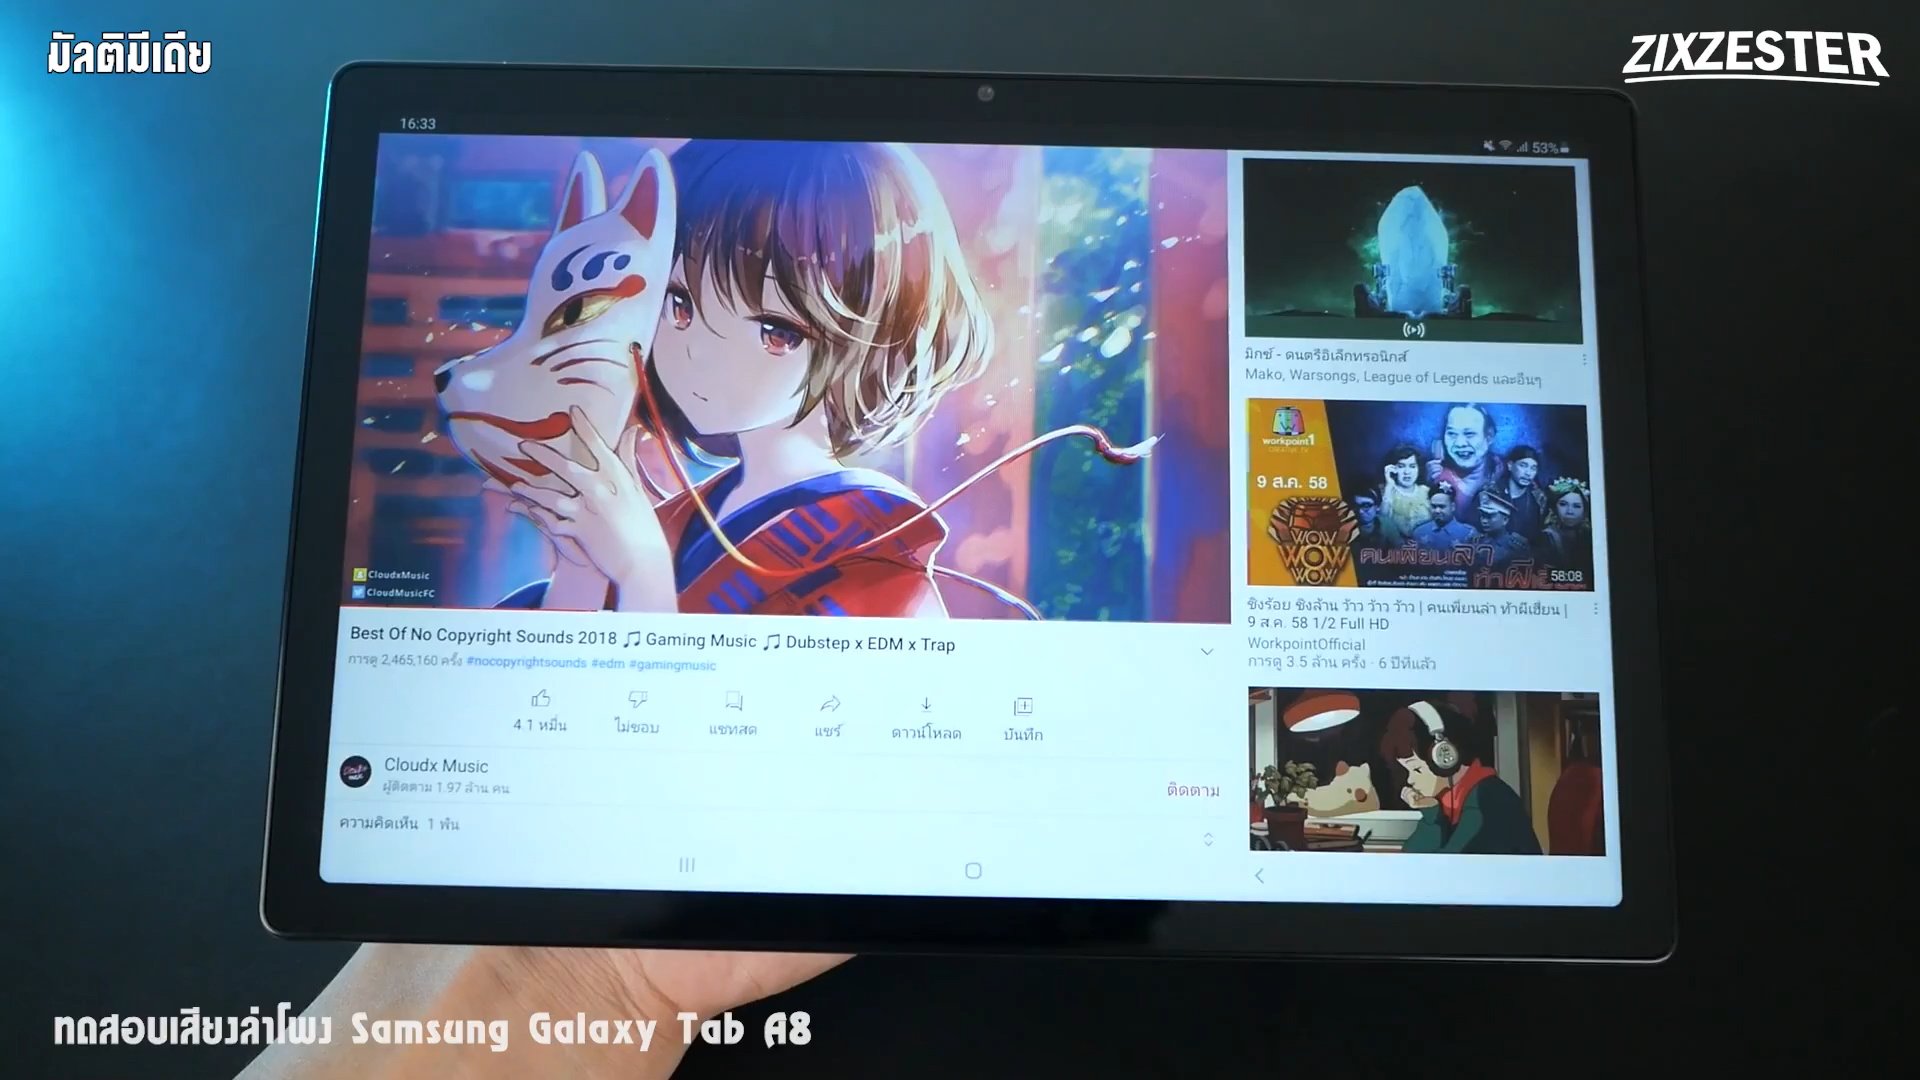 มัลติมีเดีย
ZIXZESTER
16:33
53%
CloudxMusic
CloudMusicFC
Best Of No Copyright Sounds 2018 🎵 Gaming Music 🎵 Dubstep x EDM x Trap
การดู 2,465,160 ครั้ง #nocopyrightsounds #edm #gamingmusic
4.1 หมื่น
ไม่ชอบ
แชทสด
แชร์
ดาวน์โหลด
บันทึก
Cloudx Music
ผู้ติดตาม 1.97 ล้าน คน
ติดตาม
ความคิดเห็น 1 พัน
มิกซ์ - ดนตรีอิเล็กทรอนิกส์
Mako, Warsongs, League of Legends และอื่นๆ
workpoint1
CREATIVE TV
9 ส.ค. 58
WOW
WOW
WOW
คนเพี้ยนล่า
ท้าผี
58:08
ชิงร้อย ชิงล้าน ว้าว ว้าว ว้าว | คนเพี้ยนล่า ท้าผีเฮี้ยน |
9 ส.ค. 58 1/2 Full HD
WorkpointOfficial
การดู 3.5 ล้าน ครั้ง · 6 ปีที่แล้ว
ทดสอบเสียงลำโพง Samsung Galaxy Tab A8